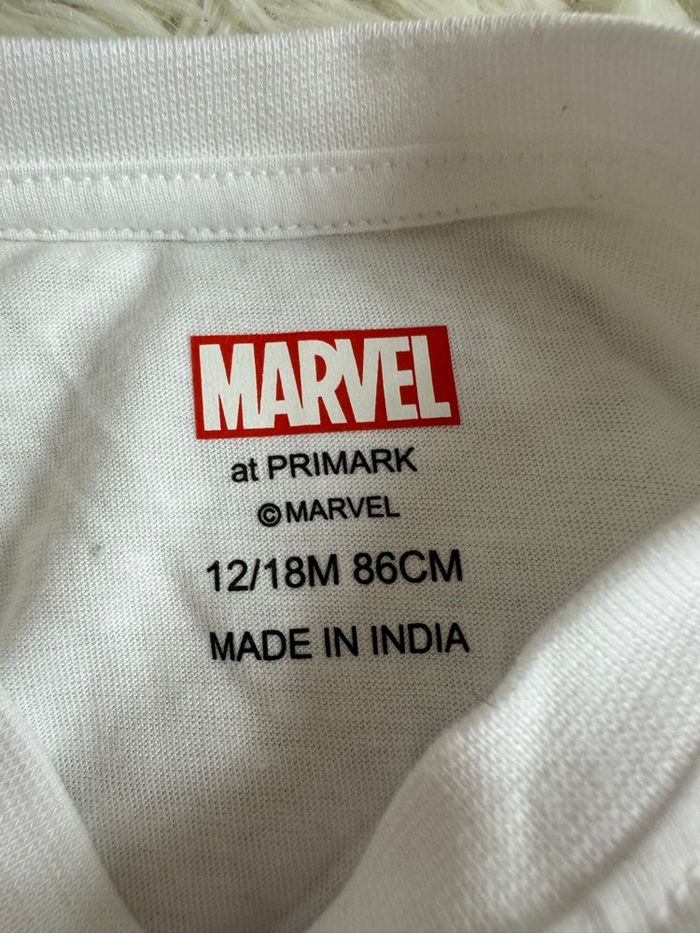 MARVEL
at PRIMARK
©MARVEL
12/18M 86CM
MADE IN INDIA